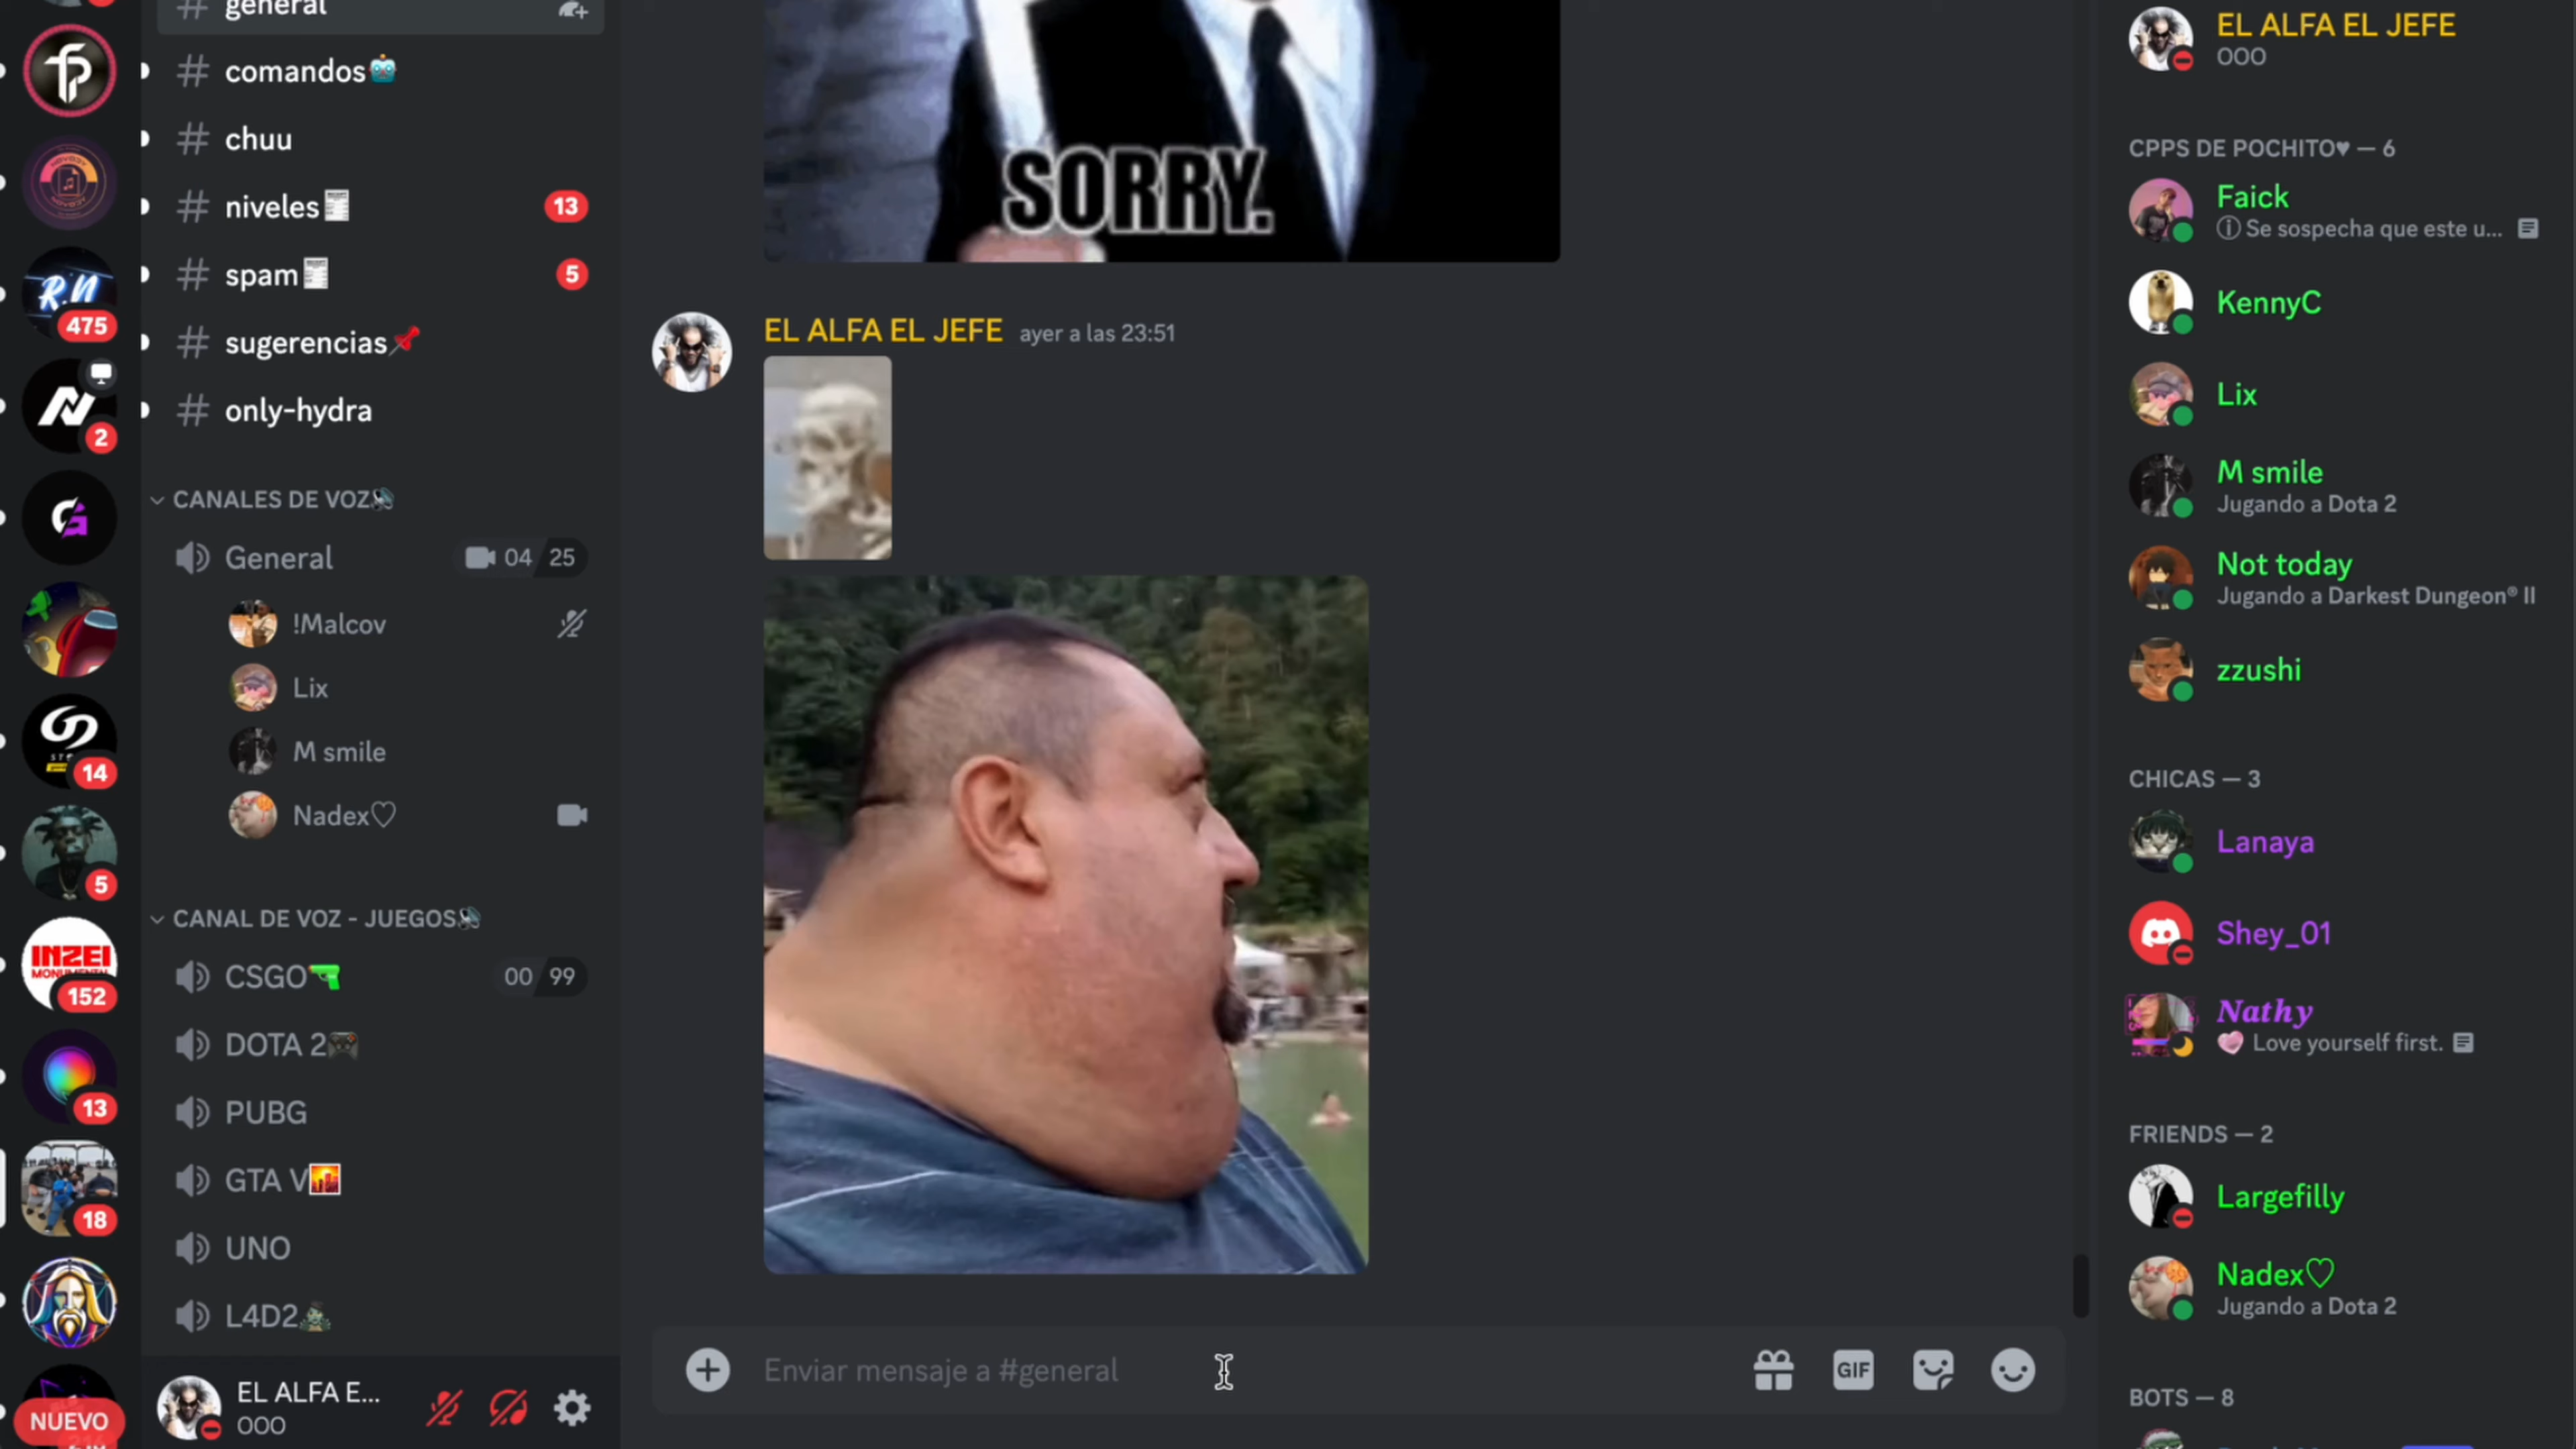 general
comandos
chuu
niveles
13
spam
5
sugerencias
only-hydra
CANALES DE VOZ
General
04 25
!Malcov
Lix
M smile
Nadex♡
CANAL DE VOZ - JUEGOS
CSGO
00 99
DOTA 2
PUBG
GTA V
UNO
L4D2
EL ALFA E...
OOO
R.N
475
2
14
5
INZEI
152
13
18
NUEVO
SORRY.
EL ALFA EL JEFE ayer a las 23:51
Enviar mensaje a #general
GIF
EL ALFA EL JEFE
OOO
CPPS DE POCHITO♥ — 6
Faick
Se sospecha que este u...
KennyC
Lix
M smile
Jugando a Dota 2
Not today
Jugando a Darkest Dungeon® II
zzushi
CHICAS — 3
Lanaya
Shey_01
Nathy
Love yourself first.
FRIENDS — 2
Largefilly
Nadex♡
Jugando a Dota 2
BOTS — 8